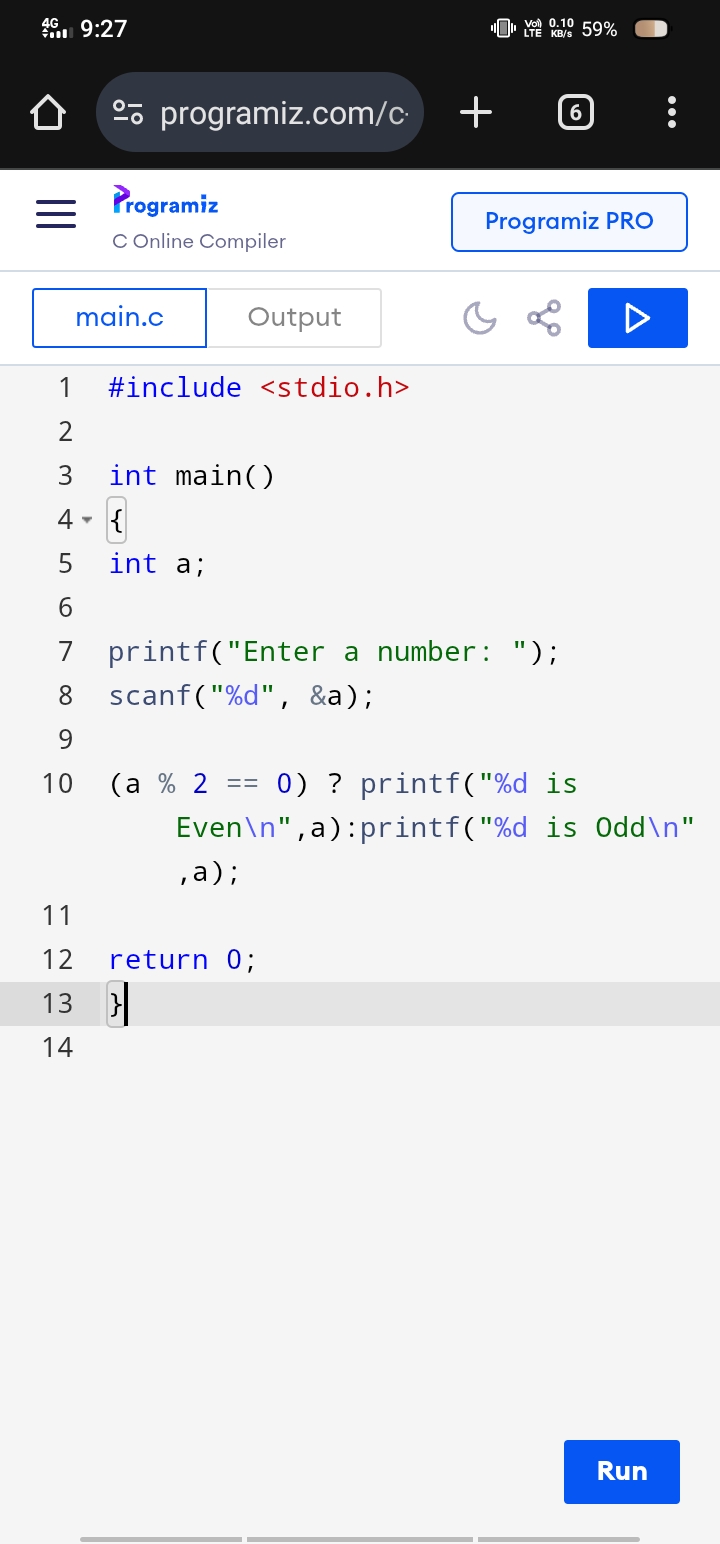 4G 9:27 Vo) LTE 0.10 KB/s 59%
programiz.com/c
6
Programiz
C Online Compiler
Programiz PRO
main.c Output
1 #include <stdio.h>
2
3 int main()
4 {
5 int a;
6
7 printf("Enter a number: ");
8 scanf("%d", &a);
9
10 (a % 2 == 0) ? printf("%d is
Even\n",a):printf("%d is Odd\n"
,a);
11
12 return 0;
13 }
14
Run